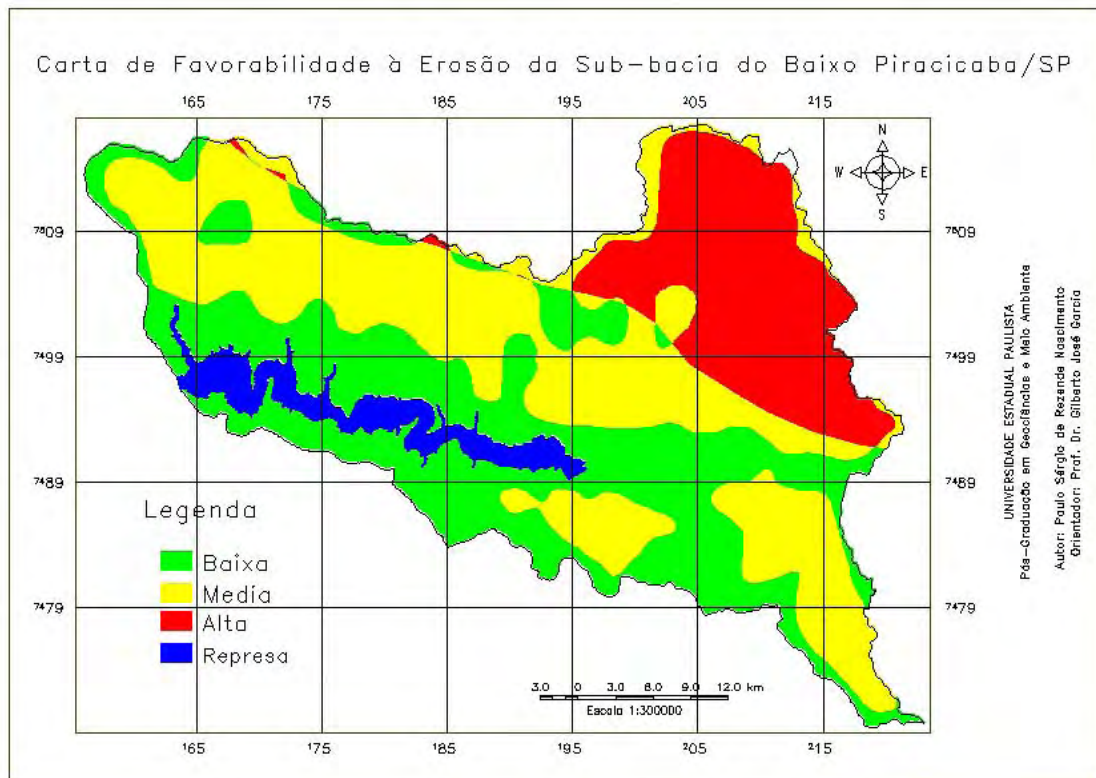 Carta de Favorabilidade à Erosão da Sub-bacia do Baixo Piracicaba/SP
165 175 185 195 205 215
N
W E
S
7809 7809
7499 7499
7489 7489
7479 7479
Legenda
Baixa
Media
Alta
Represa
3.0 0 3.0 6.0 9.0 12.0 km
Escala 1:300000
165 175 185 195 205 215
UNIVERSIDADE ESTADUAL PAULISTA
Pós-Graduação em Geociências e Meio Ambiente
Autor: Paulo Sérgio de Rezende Nascimento
Orientador: Prof. Dr. Gilberto José Garcia